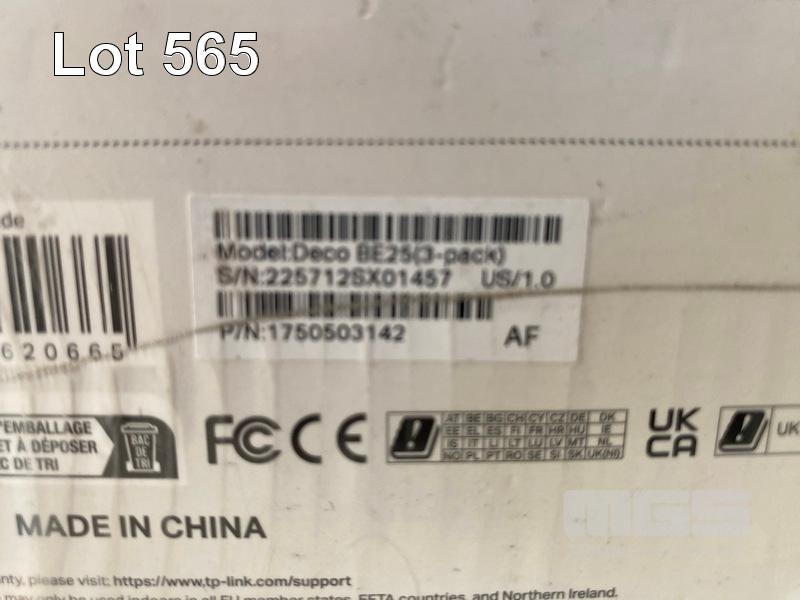 Lot 565
de
Model:Deco BE25(3-pack)
S/N:225712SX01457 US/1.0
620665
P/N:1750503142 AF
'EMBALLAGE
ET À DÉPOSER
C DE TRI
BAC
DE
TRI
FC CE
AT BE BG CH CY CZ DE DK
EE EL ES FI FR HR HU IE
IS IT LI LT LU LV MT NL
NO PL PT RO SE SI SK UK(NI)
UK
CA
UK
MADE IN CHINA
MGS
nty, please visit: https://www.tp-link.com/support
may only be used indoors in all EU member states, EFTA countries, and Northern Ireland.